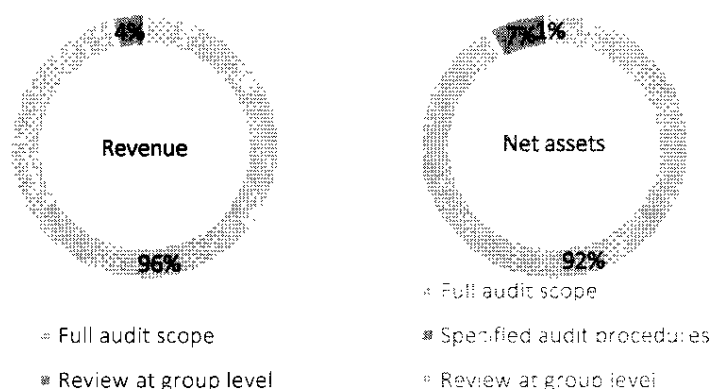 4%
Revenue
96%
Full audit scope
Review at group level
7% 1%
Net assets
92%
Full audit scope
Specified audit procedures
Review at group level